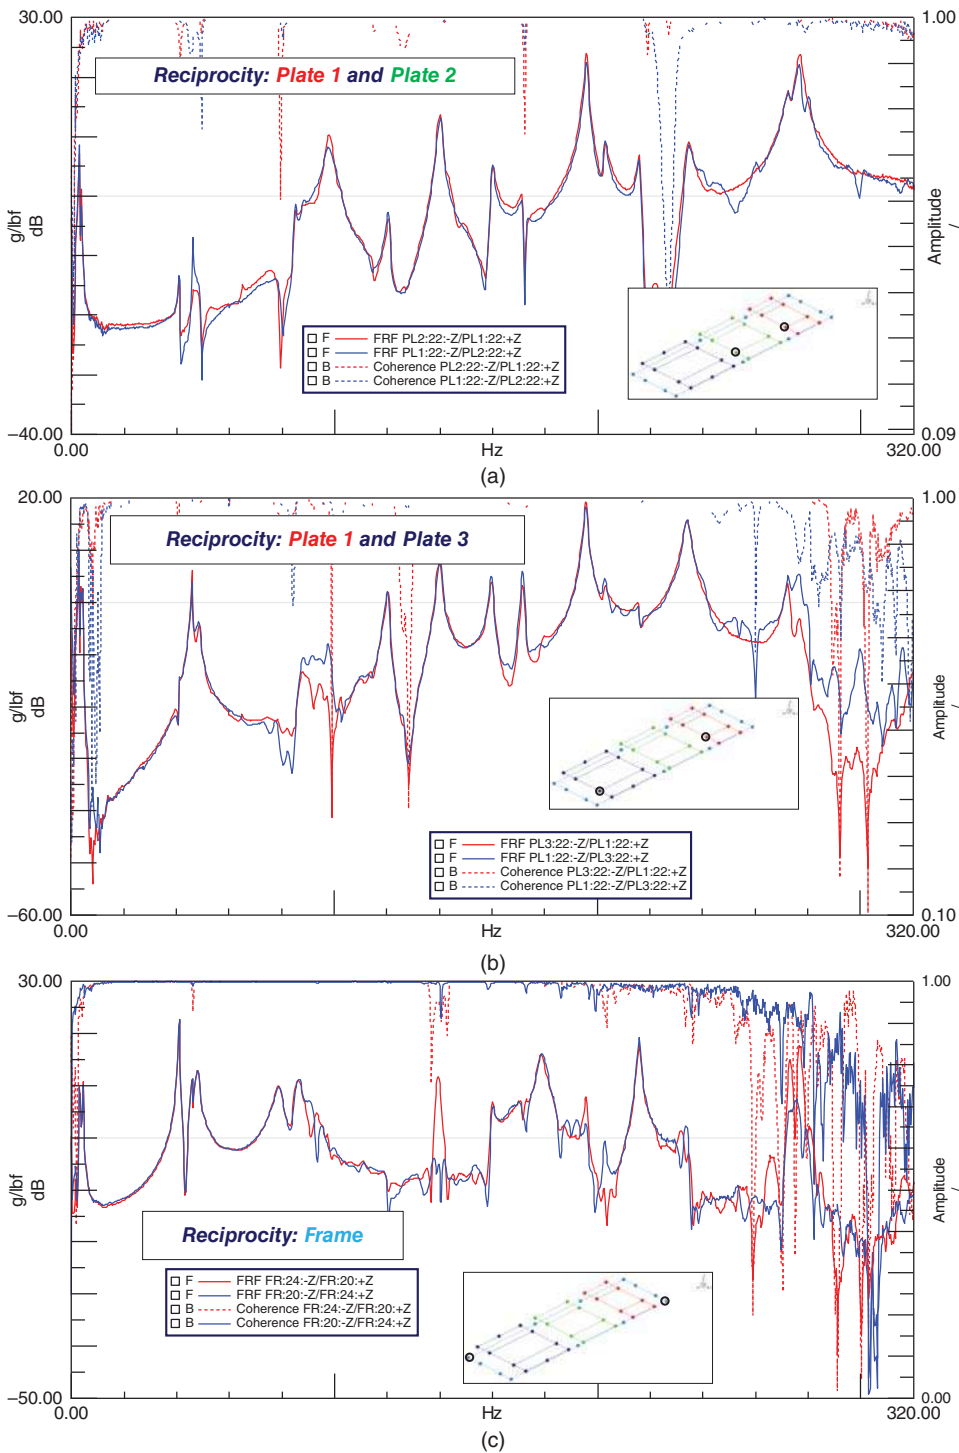 30.00
1.00
Reciprocity: Plate 1 and Plate 2
g/lbf
dB
Amplitude
/
F FRF PL2:22:-Z/PL1:22:+Z
F FRF PL1:22:-Z/PL2:22:+Z
B Coherence PL2:22:-Z/PL1:22:+Z
B Coherence PL1:22:-Z/PL2:22:+Z
–40.00
0.09
0.00
Hz
320.00
(a)
20.00
1.00
Reciprocity: Plate 1 and Plate 3
g/lbf
dB
Amplitude
/
F FRF PL3:22:-Z/PL1:22:+Z
F FRF PL1:22:-Z/PL3:22:+Z
B Coherence PL3:22:-Z/PL1:22:+Z
B Coherence PL1:22:-Z/PL3:22:+Z
–60.00
0.10
0.00
Hz
320.00
(b)
30.00
1.00
g/lbf
dB
Amplitude
/
Reciprocity: Frame
F FRF FR:24:-Z/FR:20:+Z
F FRF FR:20:-Z/FR:24:+Z
B Coherence FR:24:-Z/FR:20:+Z
B Coherence FR:20:-Z/FR:24:+Z
–50.00
0.00
0.00
Hz
320.00
(c)